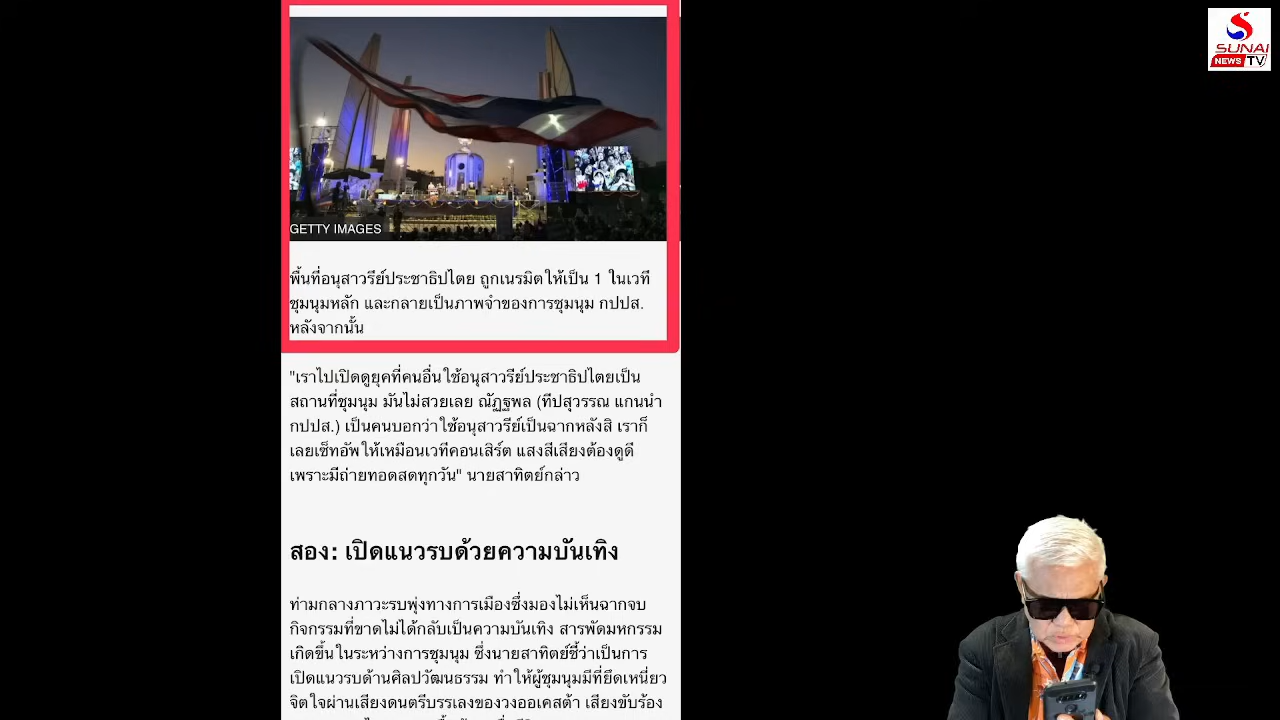 SUNAI
NEWS TV
GETTY IMAGES
พื้นที่อนุสาวรีย์ประชาธิปไตย ถูกเนรมิตให้เป็น 1 ในเวที
ชุมนุมหลัก และกลายเป็นภาพจำของการชุมนุม กปปส.
หลังจากนั้น
"เราไปเปิดดูยุคที่คนอื่นใช้อนุสาวรีย์ประชาธิปไตยเป็น
สถานที่ชุมนุม มันไม่สวยเลย ณัฏฐพล (ทีปสุวรรณ แกนนำ
กปปส.) เป็นคนบอกว่าใช้อนุสาวรีย์เป็นฉากหลังสิ เราก็
เลยเซ็ทอัพให้เหมือนเวทีคอนเสิร์ต แสงสีเสียงต้องดูดี
เพราะมีถ่ายทอดสดทุกวัน" นายสาทิตย์กล่าว
สอง: เปิดแนวรบด้วยความบันเทิง
ท่ามกลางภาวะรบพุ่งทางการเมืองซึ่งมองไม่เห็นฉากจบ
กิจกรรมที่ขาดไม่ได้กลับเป็นความบันเทิง สารพัดมหกรรม
เกิดขึ้นในระหว่างการชุมนุม ซึ่งนายสาทิตย์ชี้ว่าเป็นการ
เปิดแนวรบด้านศิลปวัฒนธรรม ทำให้ผู้ชุมนุมมีที่ยึดเหนี่ยว
จิตใจผ่านเสียงดนตรีบรรเลงของวงออเคสต้า เสียงขับร้อง